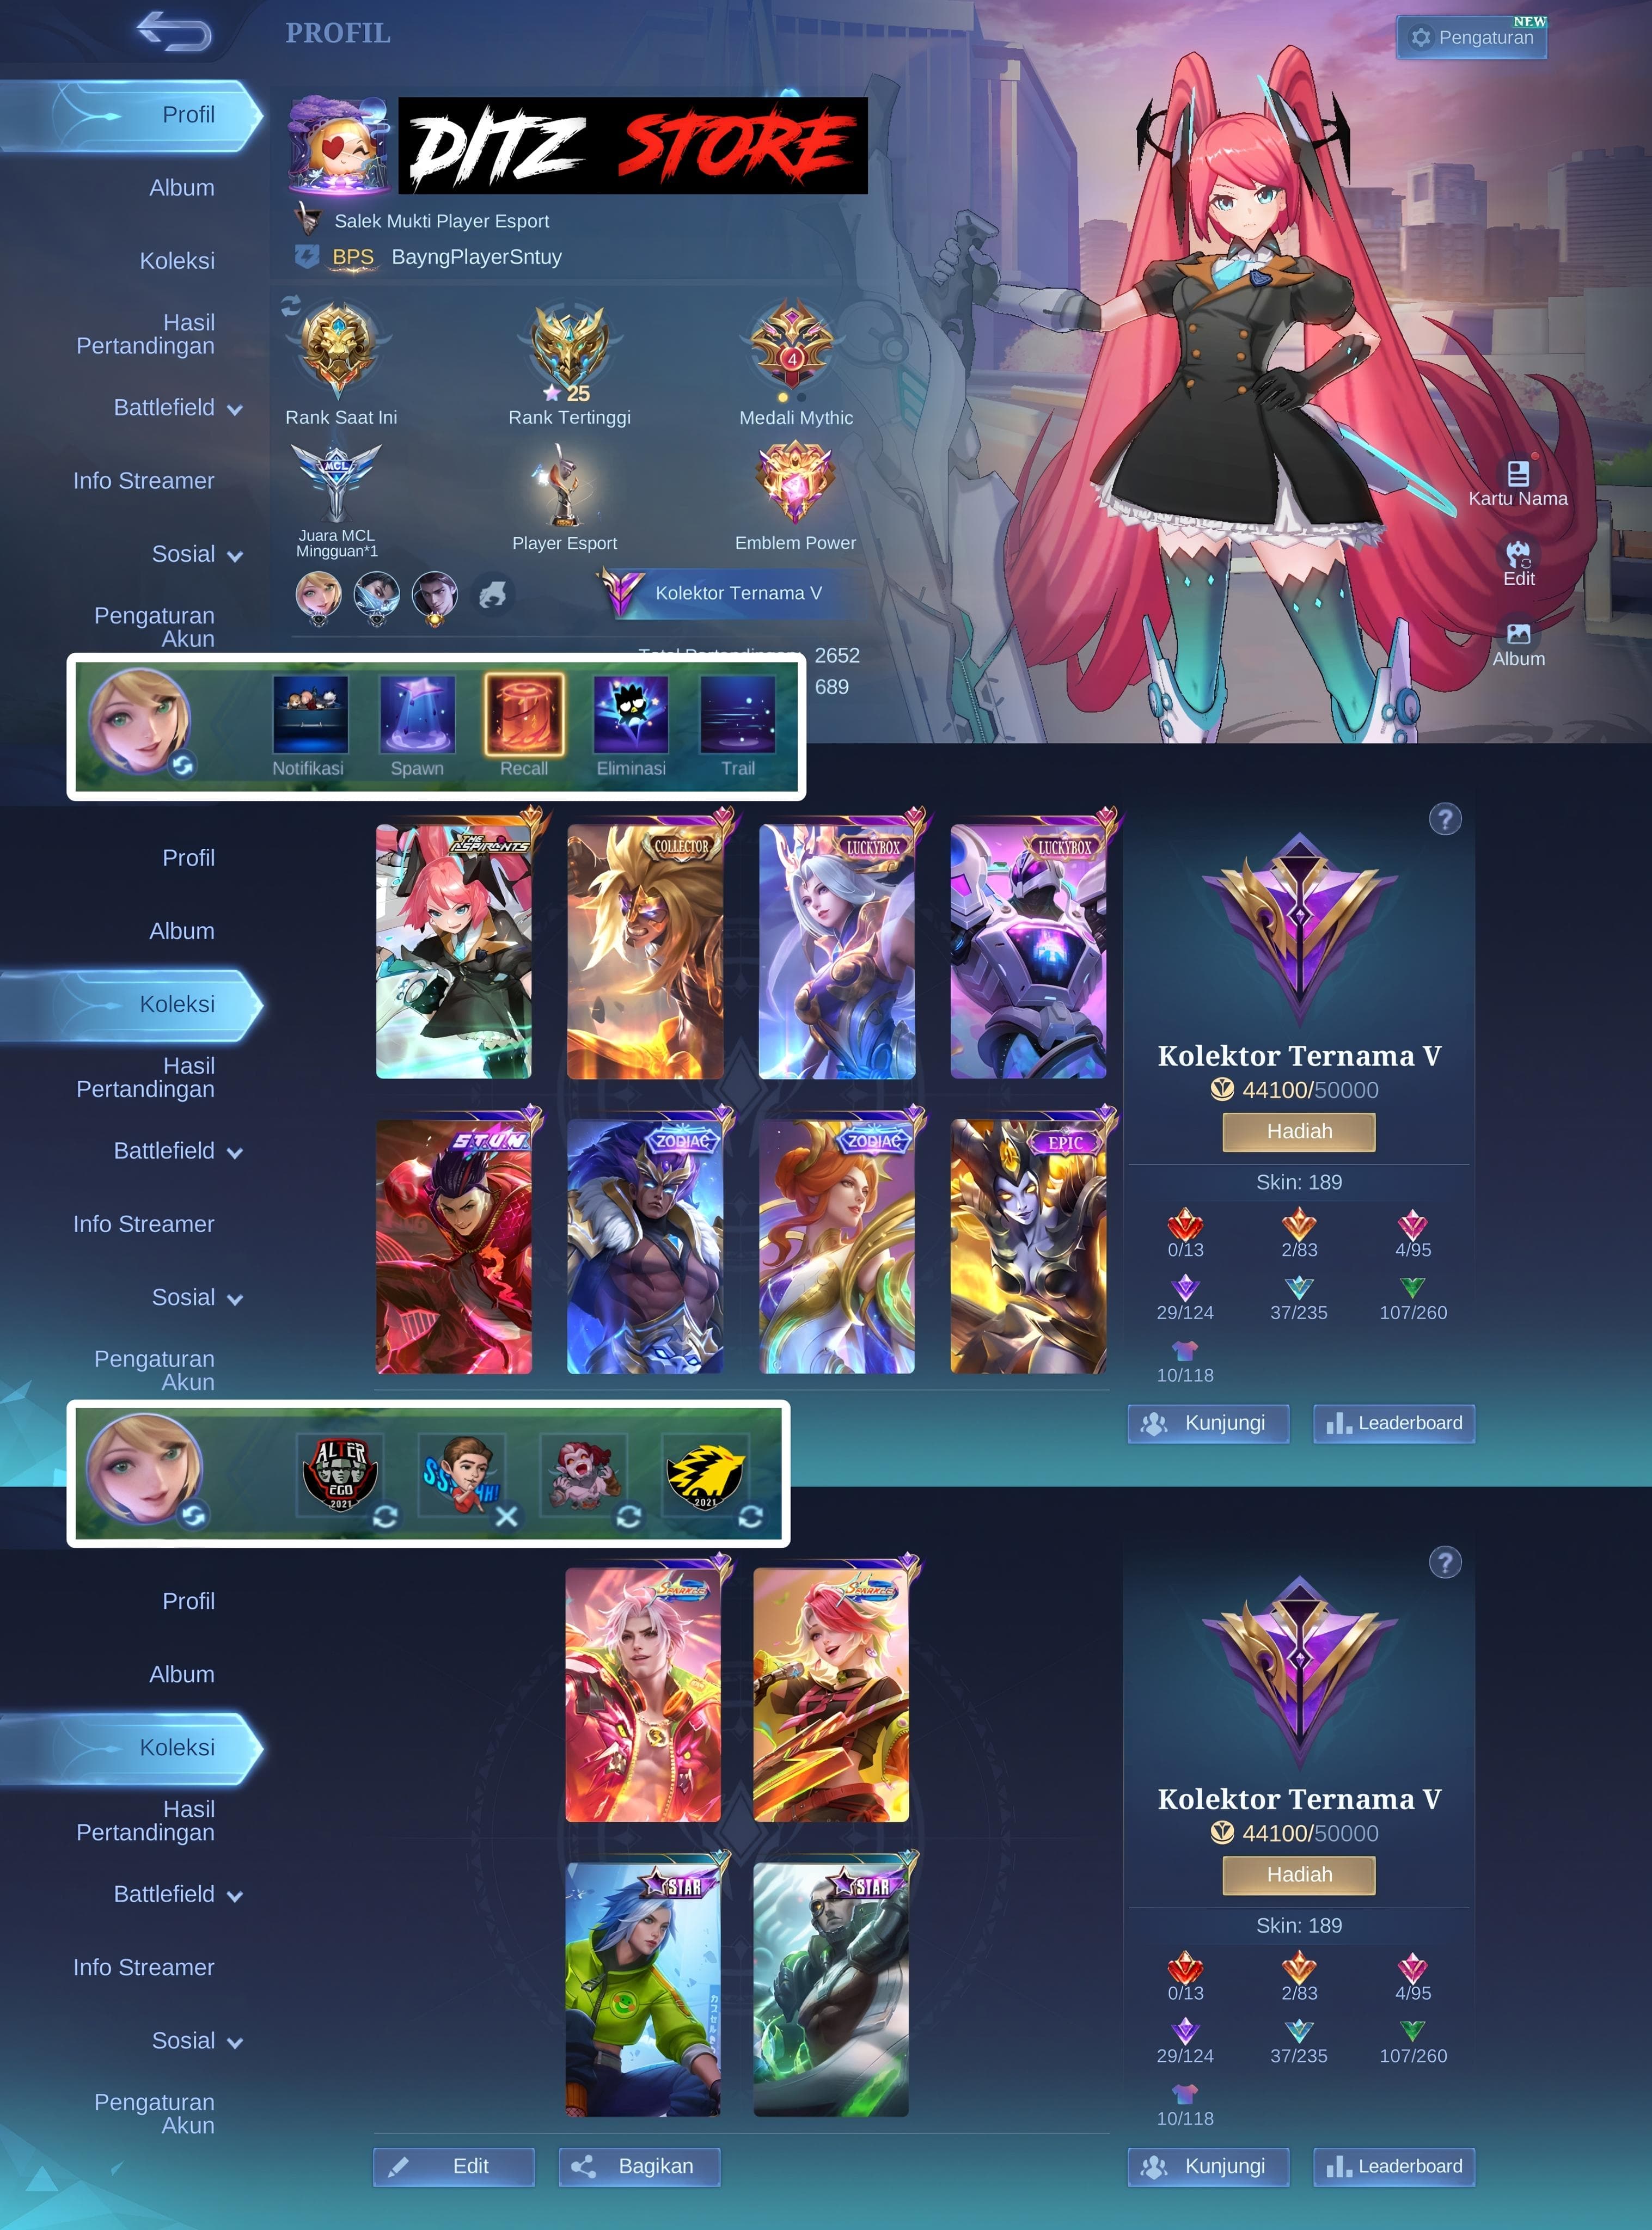 PROFIL
NEW
Pengaturan
Profil
Album
Koleksi
Hasil
Pertandingan
Battlefield
Info Streamer
Sosial
Pengaturan
Akun
DITZ STORE
Salek Mukti Player Esport
BPS BayngPlayerSntuy
4
25
Rank Saat Ini
Rank Tertinggi
Medali Mythic
MCL
Juara MCL
Mingguan*1
Player Esport
Emblem Power
Kolektor Ternama V
2652
689
Kartu Nama
Edit
Album
Notifikasi
Spawn
Recall
Eliminasi
Trail
Profil
Album
Koleksi
Hasil
Pertandingan
Battlefield
Info Streamer
Sosial
Pengaturan
Akun
THE ASPIRANTS
COLLECTOR
LUCKYBOX
LUCKYBOX
S.T.U.N.
ZODIAC
ZODIAC
EPIC
?
Kolektor Ternama V
44100/50000
Hadiah
Skin: 189
0/13
2/83
4/95
29/124
37/235
107/260
10/118
Kunjungi
Leaderboard
ALTER
EGO
2021
2021
Profil
Album
Koleksi
Hasil
Pertandingan
Battlefield
Info Streamer
Sosial
Pengaturan
Akun
SPARKLE
SPARKLE
STAR
STAR
Edit
Bagikan
?
Kolektor Ternama V
44100/50000
Hadiah
Skin: 189
0/13
2/83
4/95
29/124
37/235
107/260
10/118
Kunjungi
Leaderboard